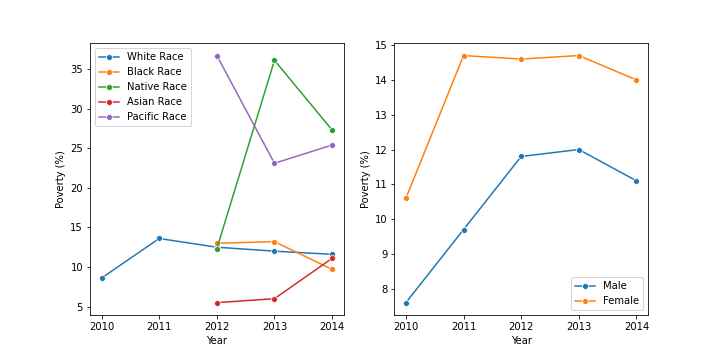 White Race
Black Race
Native Race
Asian Race
Pacific Race
35
30
25
20
15
10
5
Poverty (%)
2010 2011 2012 2013 2014
Year
15
14
13
12
11
10
9
8
Poverty (%)
Male
Female
2010 2011 2012 2013 2014
Year